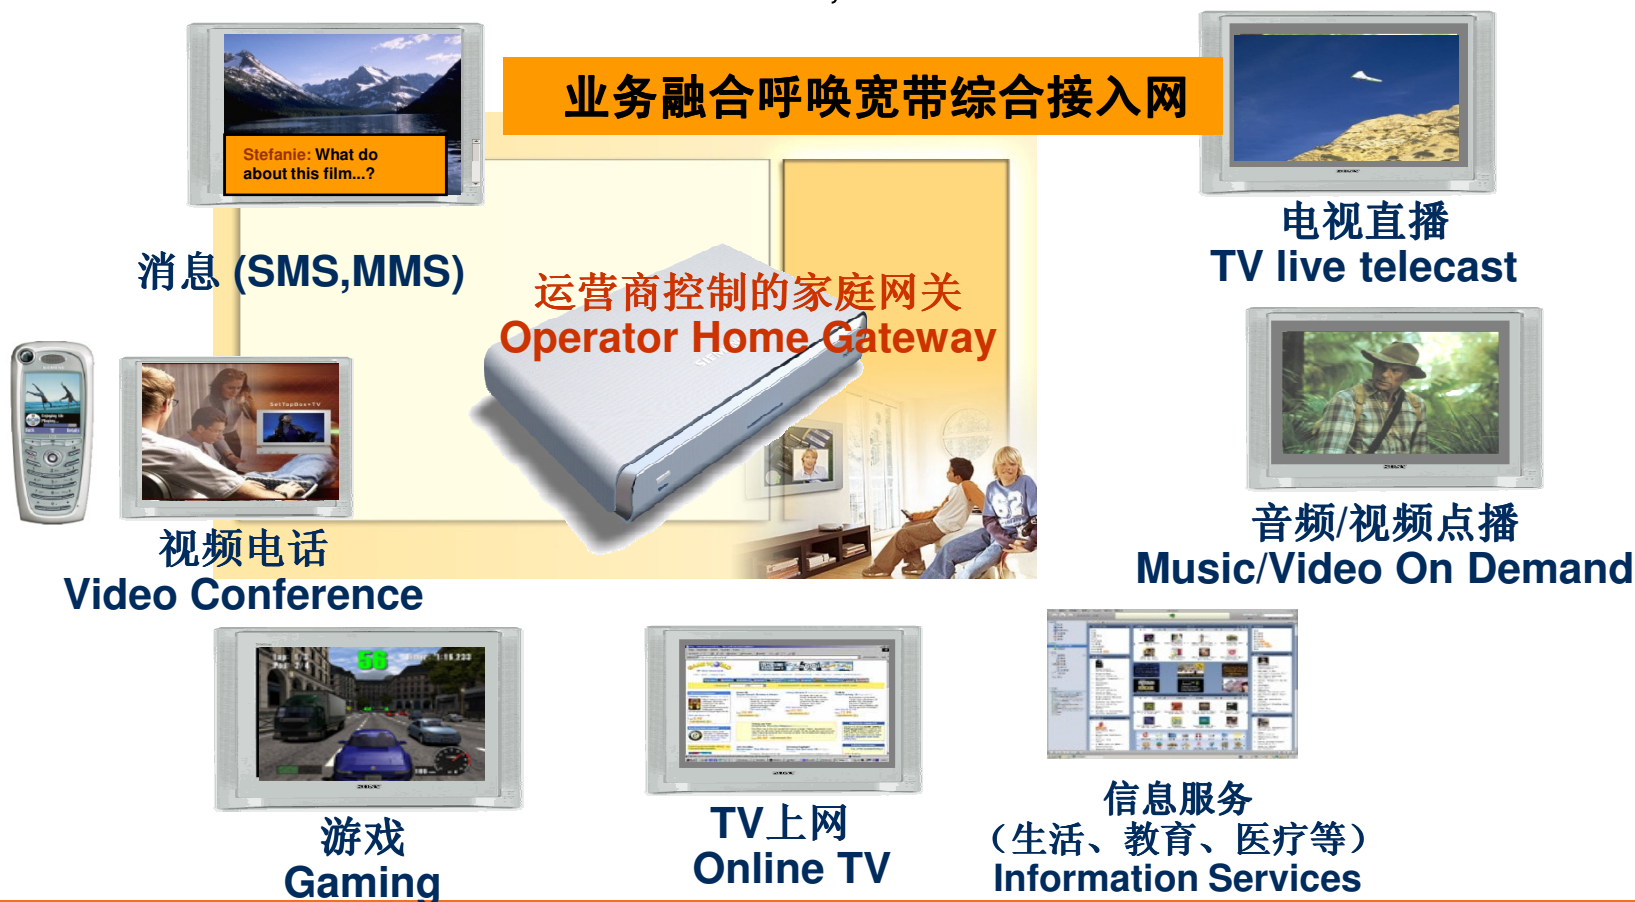 业务融合呼唤宽带综合接入网
Stefanie: What do
about this film...?
消息 (SMS,MMS)
运营商控制的家庭网关
Operator Home Gateway
电视直播
TV live telecast
SetTopBox+TV
视频电话
Video Conference
音频/视频点播
Music/Video On Demand
56
游戏
Gaming
TV上网
Online TV
信息服务
（生活、教育、医疗等）
Information Services